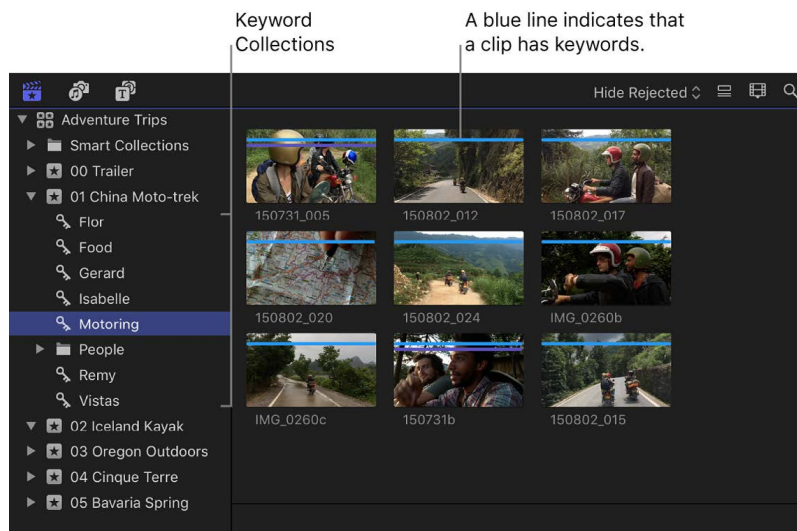 Keyword
Collections
A blue line indicates that
a clip has keywords.
Hide Rejected
Adventure Trips
Smart Collections
00 Trailer
01 China Moto-trek
Flor
Food
Gerard
Isabelle
Motoring
People
Remy
Vistas
02 Iceland Kayak
03 Oregon Outdoors
04 Cinque Terre
05 Bavaria Spring
150731_005
150802_012
150802_017
150802_020
150802_024
IMG_0260b
IMG_0260c
150731b
150802_015